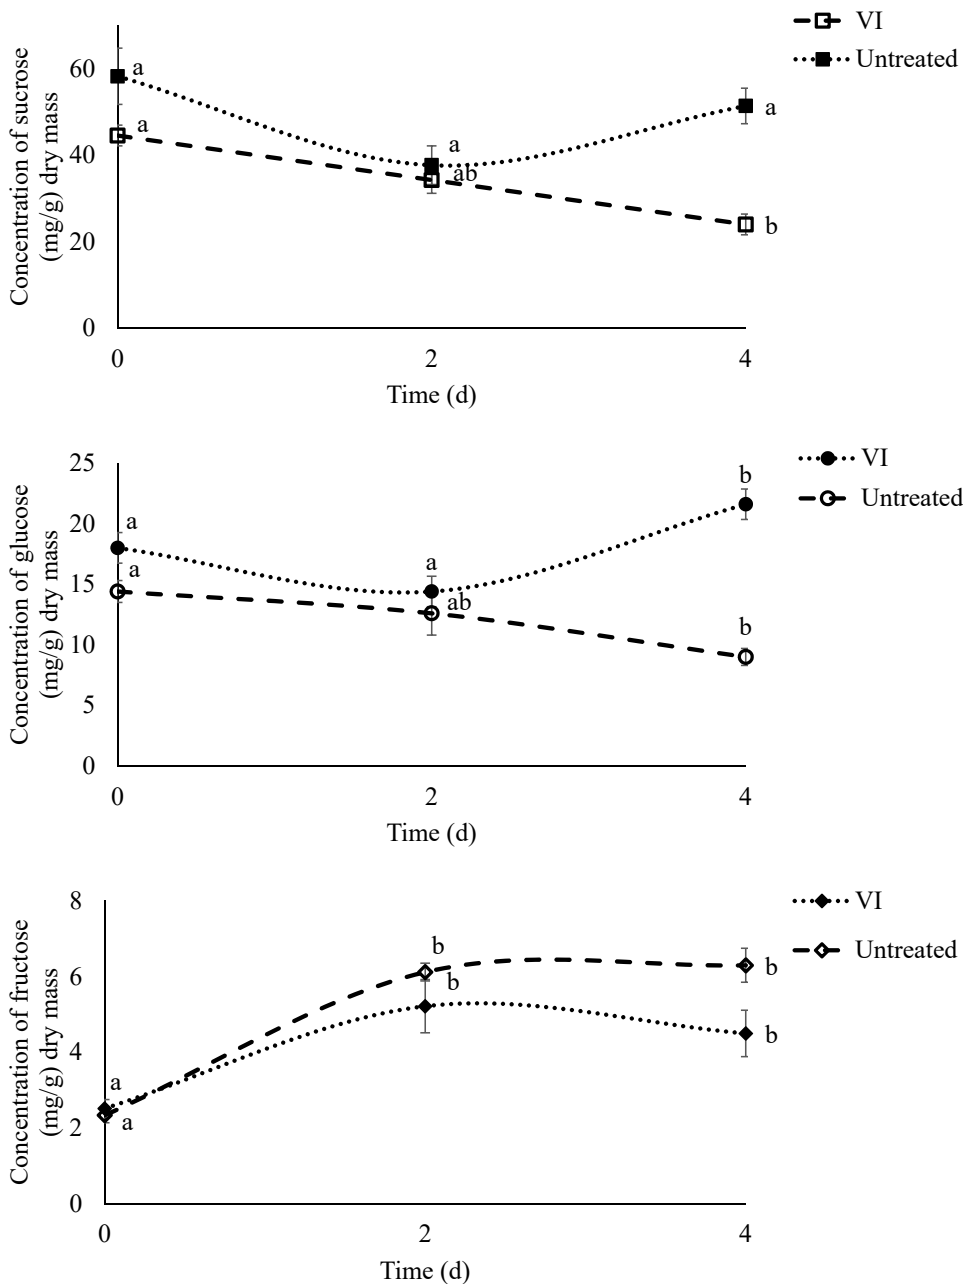 VI
Untreated
Concentration of sucrose
(mg/g) dry mass
60
40
20
0
a
a
a
ab
a
b
0 2 4
Time (d)
VI
Untreated
Concentration of glucose
(mg/g) dry mass
25
20
15
10
5
0
a
a
a
ab
b
b
0 2 4
Time (d)
VI
Untreated
Concentration of fructose
(mg/g) dry mass
8
6
4
2
0
a
a
b
b
b
b
0 2 4
Time (d)